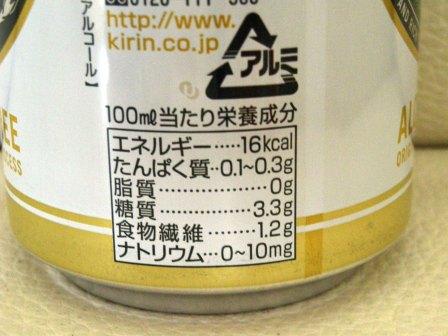 http://www.
kirin.co.jp
アルコール】
アルミ
100ml当たり栄養成分
エネルギー……16kcal
たんぱく質…0.1~0.3g
脂質……………0g
糖質……………3.3g
食物繊維………1.2g
ナトリウム…0~10mg